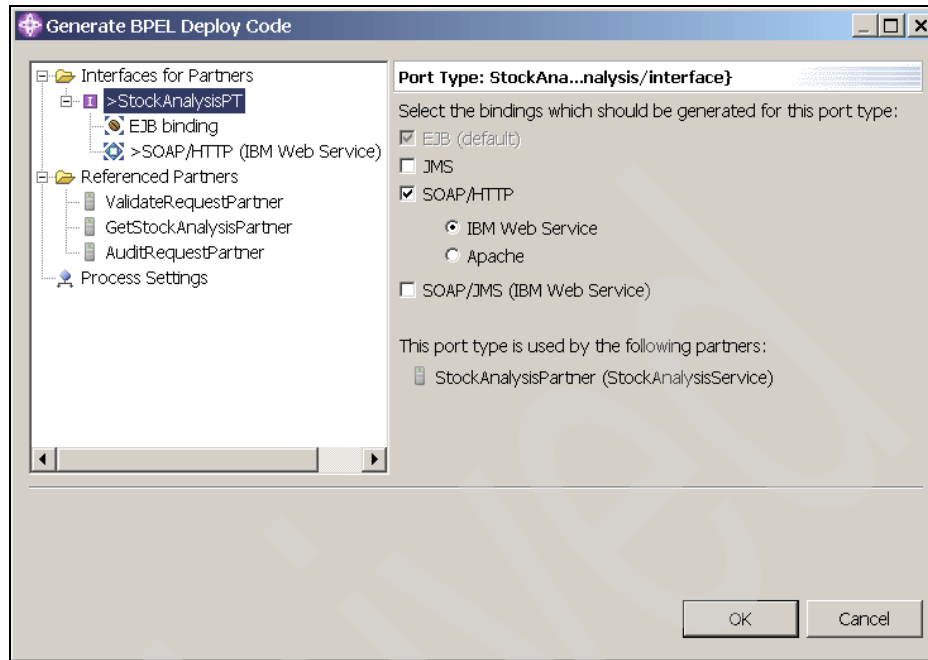 Generate BPEL Deploy Code
Interfaces for Partners
>StockAnalysisPT
EJB binding
>SOAP/HTTP (IBM Web Service)
Referenced Partners
ValidateRequestPartner
GetStockAnalysisPartner
AuditRequestPartner
Process Settings
Port Type: StockAna...nalysis/interface}
Select the bindings which should be generated for this port type:
EJB (default)
JMS
SOAP/HTTP
IBM Web Service
Apache
SOAP/JMS (IBM Web Service)
This port type is used by the following partners:
StockAnalysisPartner (StockAnalysisService)
OK
Cancel